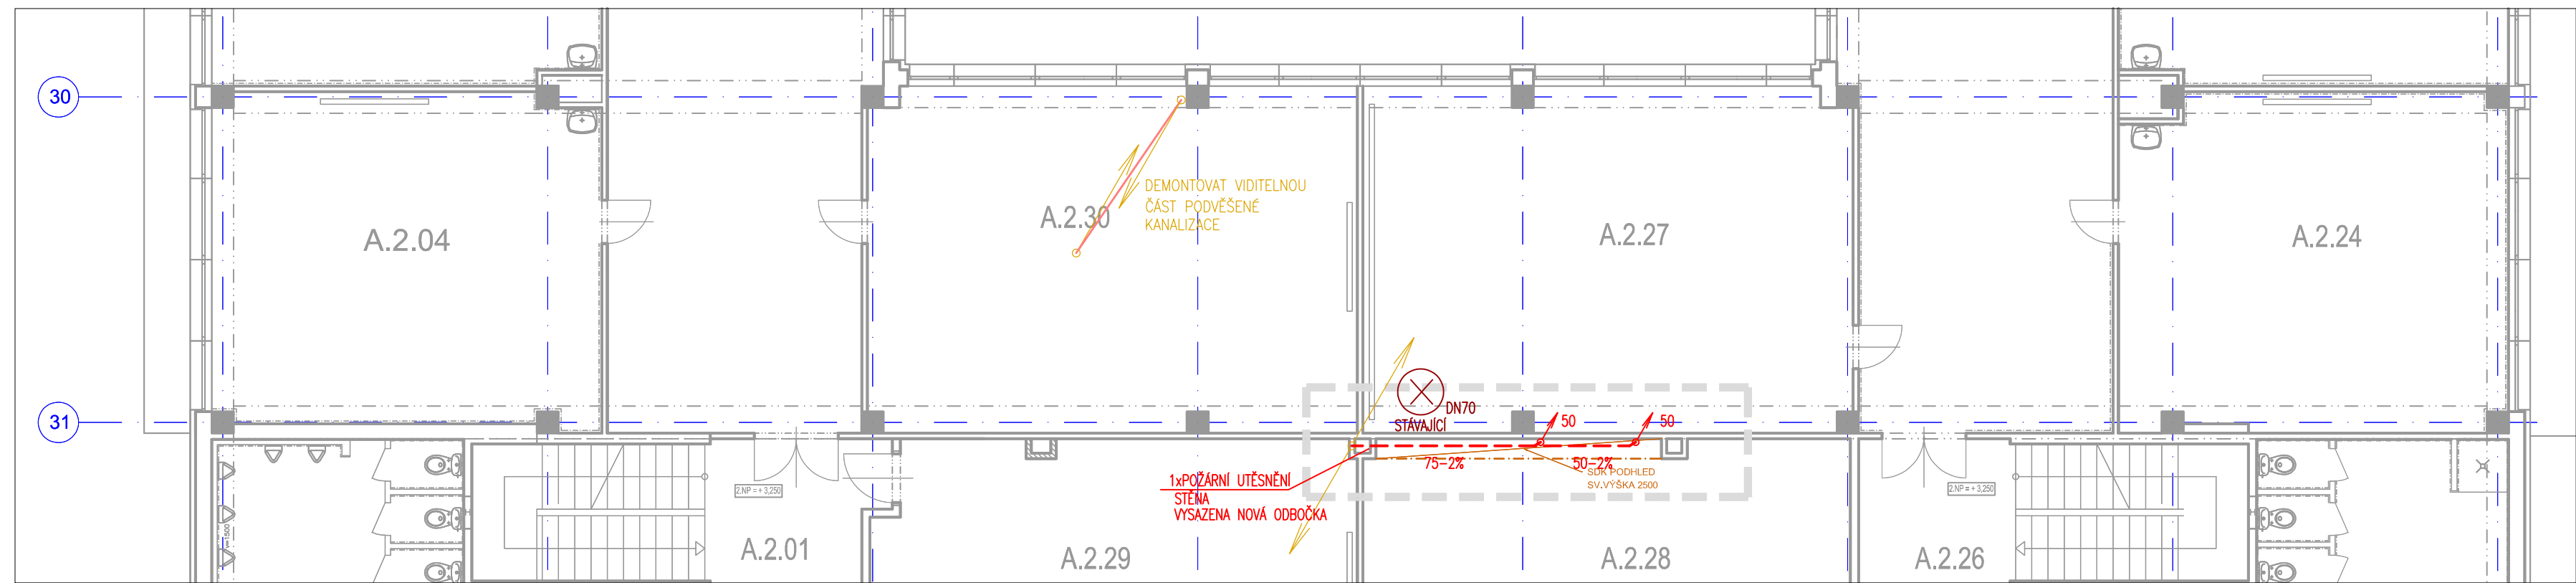 30
DEMONTOVAT VIDITELNOU
ČÁST PODVĚŠENÉ
KANALIZACE
A.2.04
A.2.30
A.2.27
A.2.24
31
DN70
STÁVAJÍCÍ
50
50
75-2%
50-2%
SDK PODHLED
SV.VÝŠKA 2500
1xPOŽÁRNÍ UTĚSNĚNÍ
STĚNA
VYSAZENA NOVÁ ODBOČKA
2.NP = + 3,250
2.NP = + 3,250
A.2.01
A.2.29
A.2.28
A.2.26